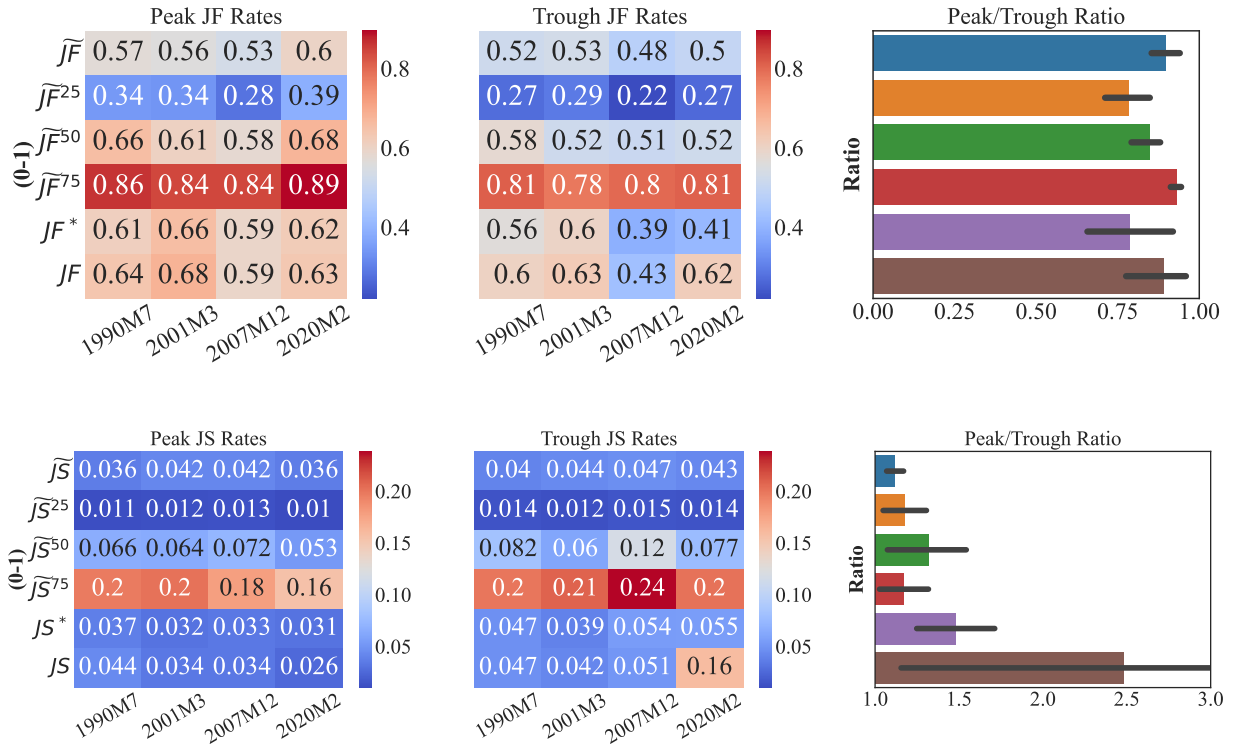 Peak JF Rates
Trough JF Rates
Peak/Trough Ratio
(0-1)
J͠F 0.57 0.56 0.53 0.6
J͠F²⁵ 0.34 0.34 0.28 0.39
J͠F⁵⁰ 0.66 0.61 0.58 0.68
J͠F⁷⁵ 0.86 0.84 0.84 0.89
JF* 0.61 0.66 0.59 0.62
JF 0.64 0.68 0.59 0.63
1990M7 2001M3 2007M12 2020M2
0.8
0.6
0.4
0.52 0.53 0.48 0.5
0.27 0.29 0.22 0.27
0.58 0.52 0.51 0.52
0.81 0.78 0.8 0.81
0.56 0.6 0.39 0.41
0.6 0.63 0.43 0.62
1990M7 2001M3 2007M12 2020M2
0.8
0.6
0.4
Ratio
0.00 0.25 0.50 0.75 1.00
Peak JS Rates
Trough JS Rates
Peak/Trough Ratio
(0-1)
J͠S 0.036 0.042 0.042 0.036
J͠S²⁵ 0.011 0.012 0.013 0.01
J͠S⁵⁰ 0.066 0.064 0.072 0.053
J͠S⁷⁵ 0.2 0.2 0.18 0.16
JS* 0.037 0.032 0.033 0.031
JS 0.044 0.034 0.034 0.026
1990M7 2001M3 2007M12 2020M2
0.20
0.15
0.10
0.05
0.04 0.044 0.047 0.043
0.014 0.012 0.015 0.014
0.082 0.06 0.12 0.077
0.2 0.21 0.24 0.2
0.047 0.039 0.054 0.055
0.047 0.042 0.051 0.16
1990M7 2001M3 2007M12 2020M2
0.20
0.15
0.10
0.05
Ratio
1.0 1.5 2.0 2.5 3.0